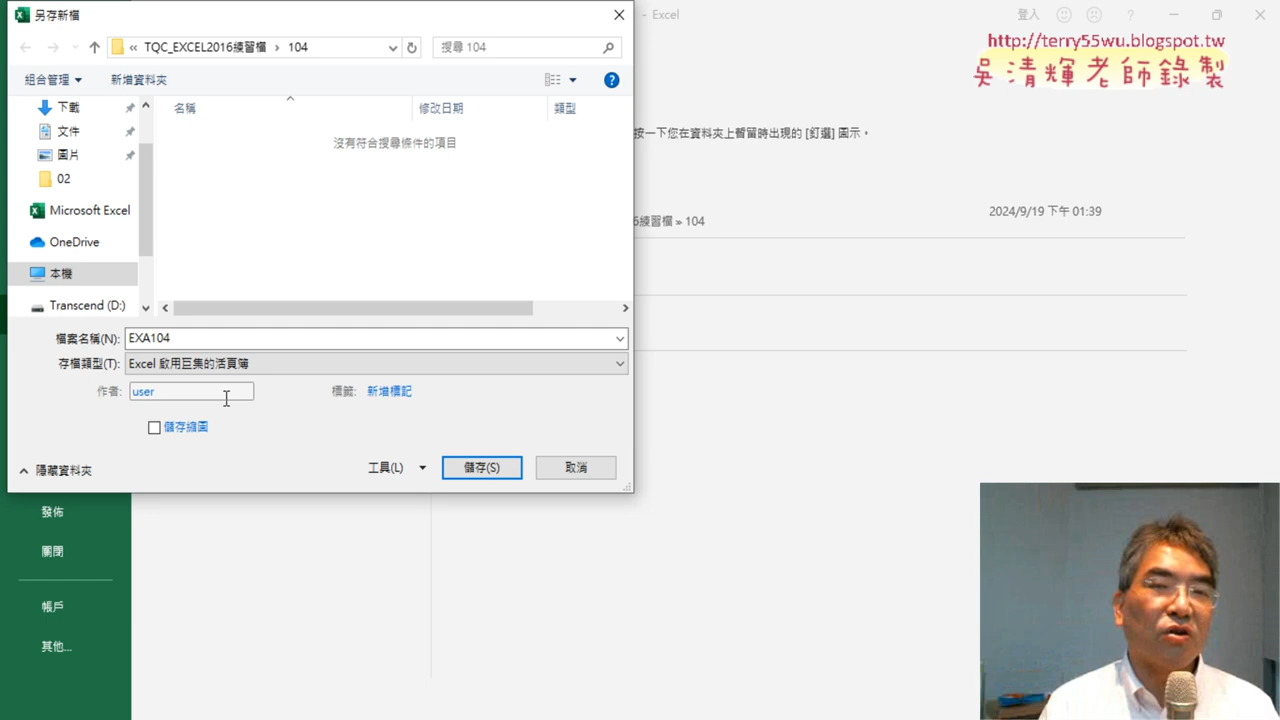 另存新檔
- Excel
登入
?
http://terry55wu.blogspot.tw
吳清輝老師錄製
« TQC_EXCEL2016練習檔 › 104
搜尋 104
組合管理
新增資料夾
名稱
修改日期
類型
下載
文件
圖片
02
Microsoft Excel
OneDrive
本機
Transcend (D:)
沒有符合搜尋條件的項目
按一下您在資料夾上暫留時出現的 [釘選] 圖示。
2024/9/19 下午 01:39
6練習檔 » 104
檔案名稱(N):
EXA104
存檔類型(T):
Excel 啟用巨集的活頁簿
作者:
user
標籤:
新增標記
儲存縮圖
隱藏資料夾
工具(L)
儲存(S)
取消
發佈
關閉
帳戶
其他...